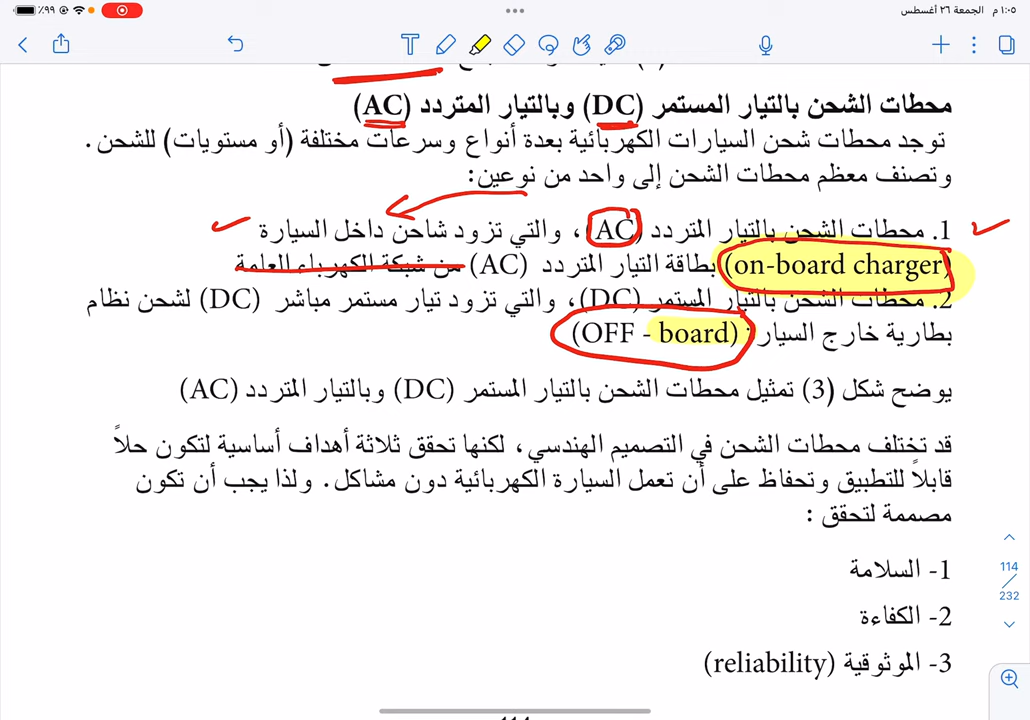 ١:٠٥ م الجمعة ٢٦ أغسطس
٪٩٩
محطات الشحن بالتيار المستمر (DC) وبالتيار المتردد (AC)
توجد محطات شحن السيارات الكهربائية بعدة أنواع وسرعات مختلفة (أو مستويات) للشحن.
وتصنف معظم محطات الشحن إلى واحد من نوعين:
1. محطات الشحن بالتيار المتردد (AC)، والتي تزود شاحن داخل السيارة
(on-board charger) بطاقة التيار المتردد (AC) من شبكة الكهرباء العامة
2. محطات الشحن بالتيار المستمر (DC)، والتي تزود تيار مستمر مباشر (DC) لشحن نظام
بطارية خارج السيار (OFF - board)
يوضح شكل (3) تمثيل محطات الشحن بالتيار المستمر (DC) وبالتيار المتردد (AC)
قد تختلف محطات الشحن في التصميم الهندسي، لكنها تحقق ثلاثة أهداف أساسية لتكون حلاً
قابلاً للتطبيق وتحفاظ على أن تعمل السيارة الكهربائية دون مشاكل. ولذا يجب أن تكون
مصممة لتحقق :
1- السلامة
2- الكفاءة
3- الموثوقية (reliability)
114
232